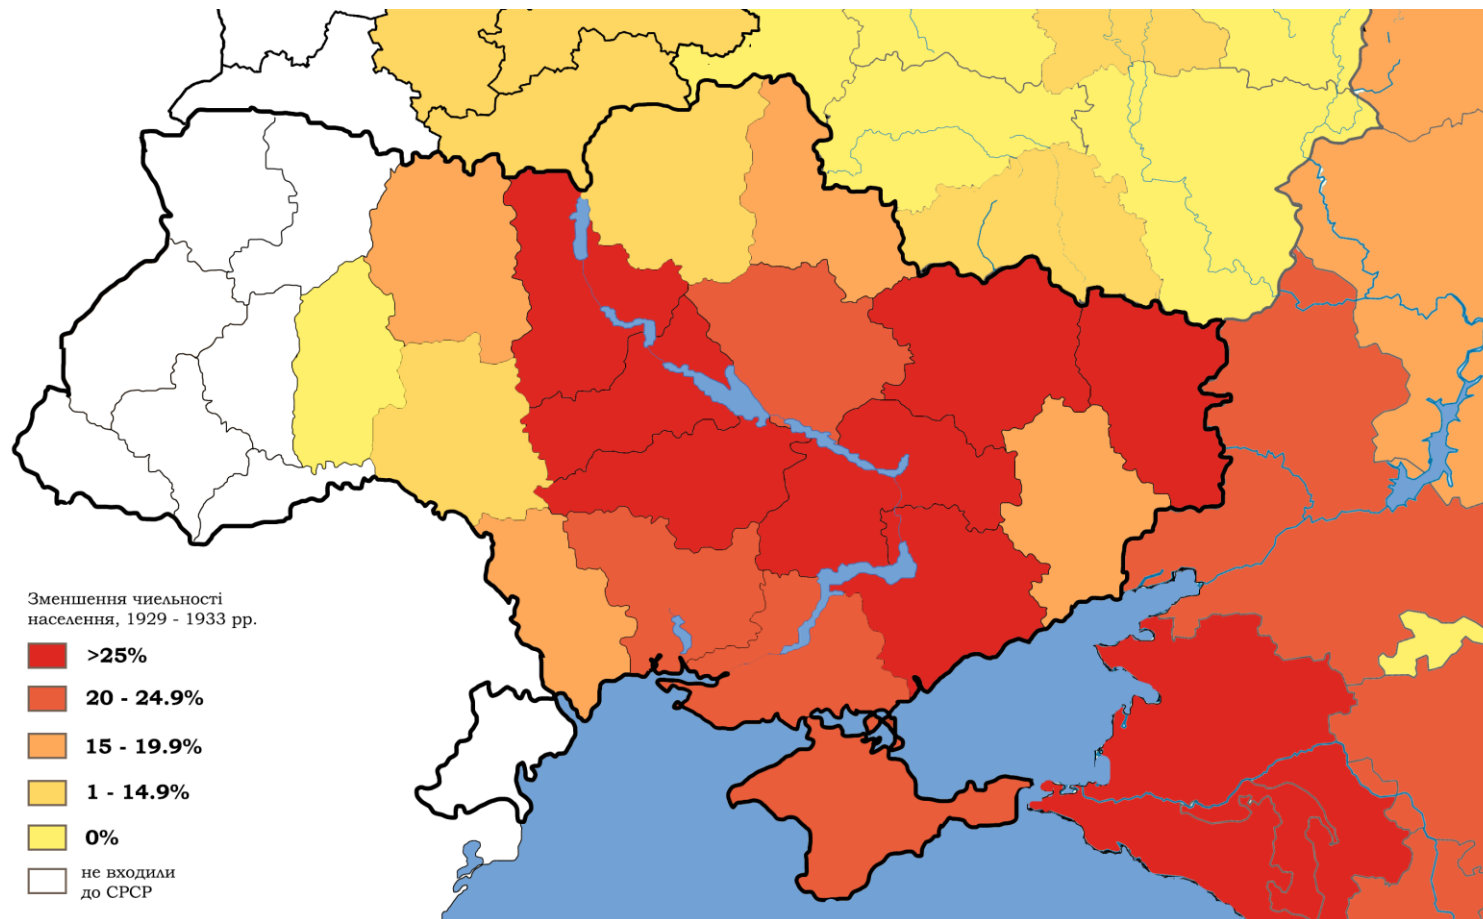 Зменшення чиельності
населення, 1929 - 1933 рр.
>25%
20 - 24.9%
15 - 19.9%
1 - 14.9%
0%
не входили
до СРСР